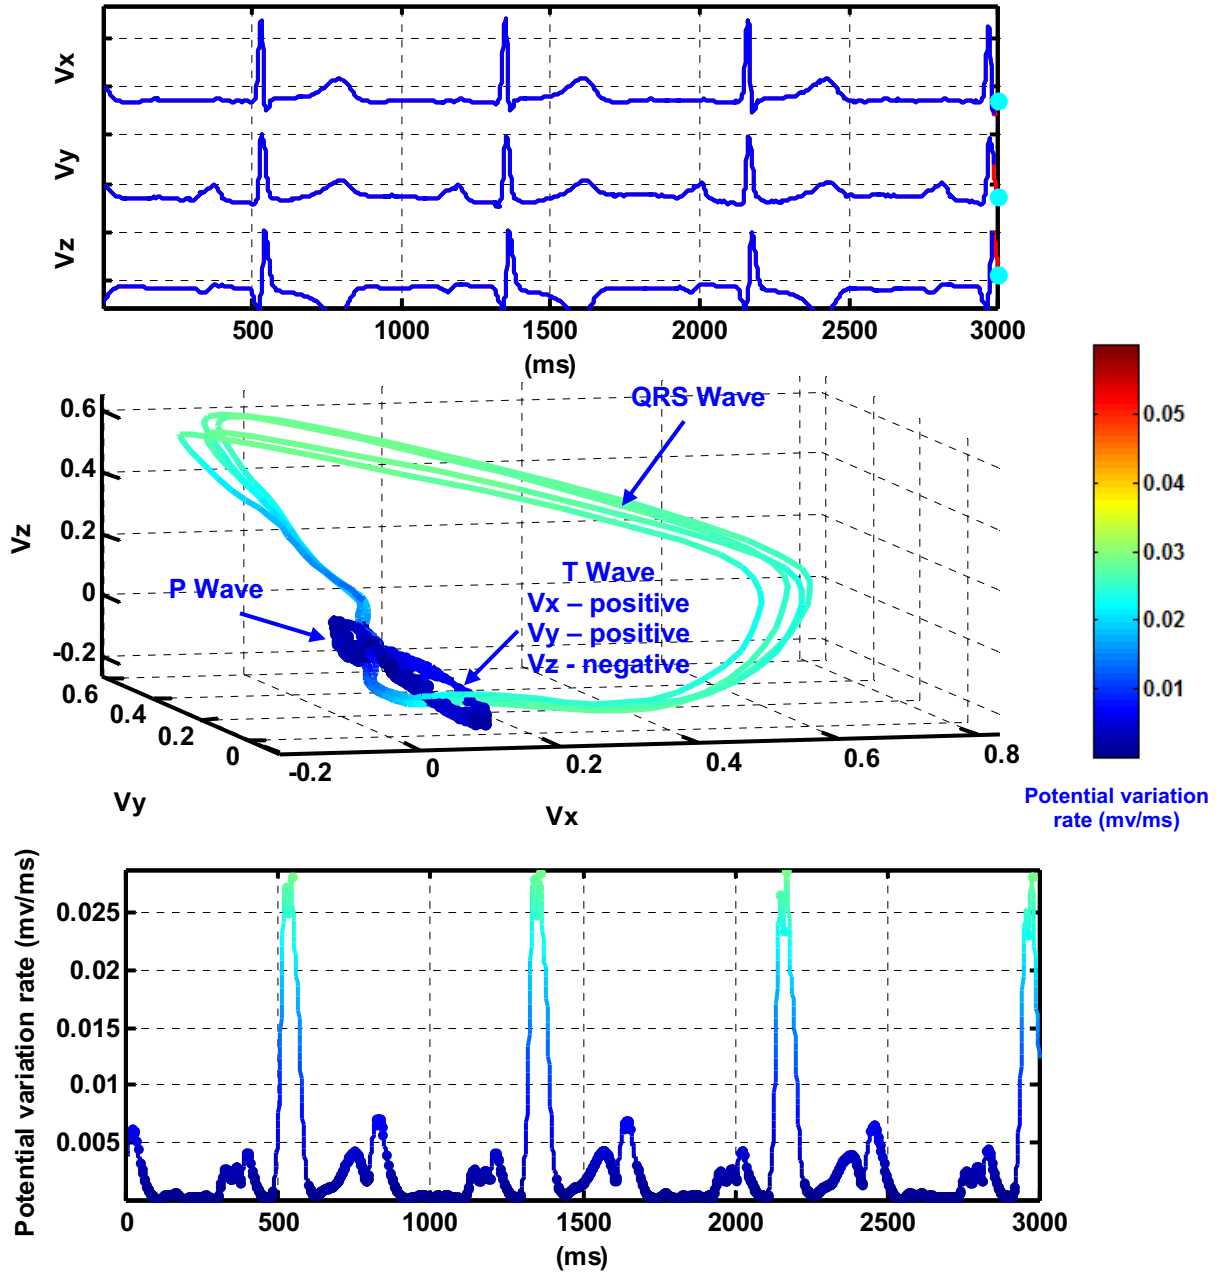 Vx
Vy
Vz
500
1000
1500
2000
2500
3000
(ms)
QRS Wave
0.6
0.4
0.2
0
-0.2
Vz
P Wave
T Wave
Vx – positive
Vy – positive
Vz - negative
0.6
0.4
0.2
0
-0.2
0
0.2
0.4
0.6
0.8
Vy
Vx
0.05
0.04
0.03
0.02
0.01
Potential variation
rate (mv/ms)
Potential variation rate (mv/ms)
0.025
0.02
0.015
0.01
0.005
0
500
1000
1500
2000
2500
3000
(ms)